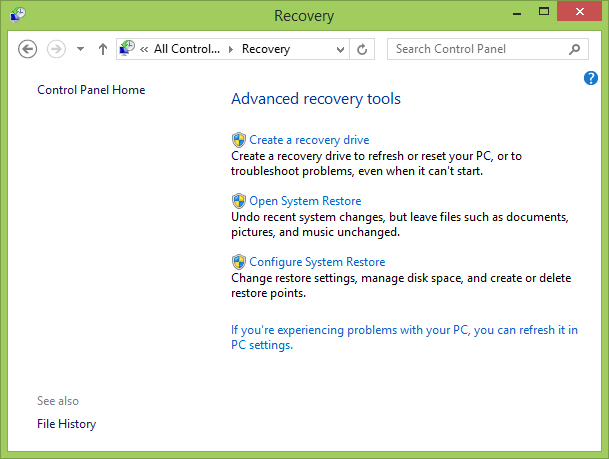 Recovery
« All Control... ▸ Recovery
Search Control Panel
Control Panel Home
Advanced recovery tools
Create a recovery drive
Create a recovery drive to refresh or reset your PC, or to
troubleshoot problems, even when it can't start.
Open System Restore
Undo recent system changes, but leave files such as documents,
pictures, and music unchanged.
Configure System Restore
Change restore settings, manage disk space, and create or delete
restore points.
If you're experiencing problems with your PC, you can refresh it in
PC settings.
See also
File History